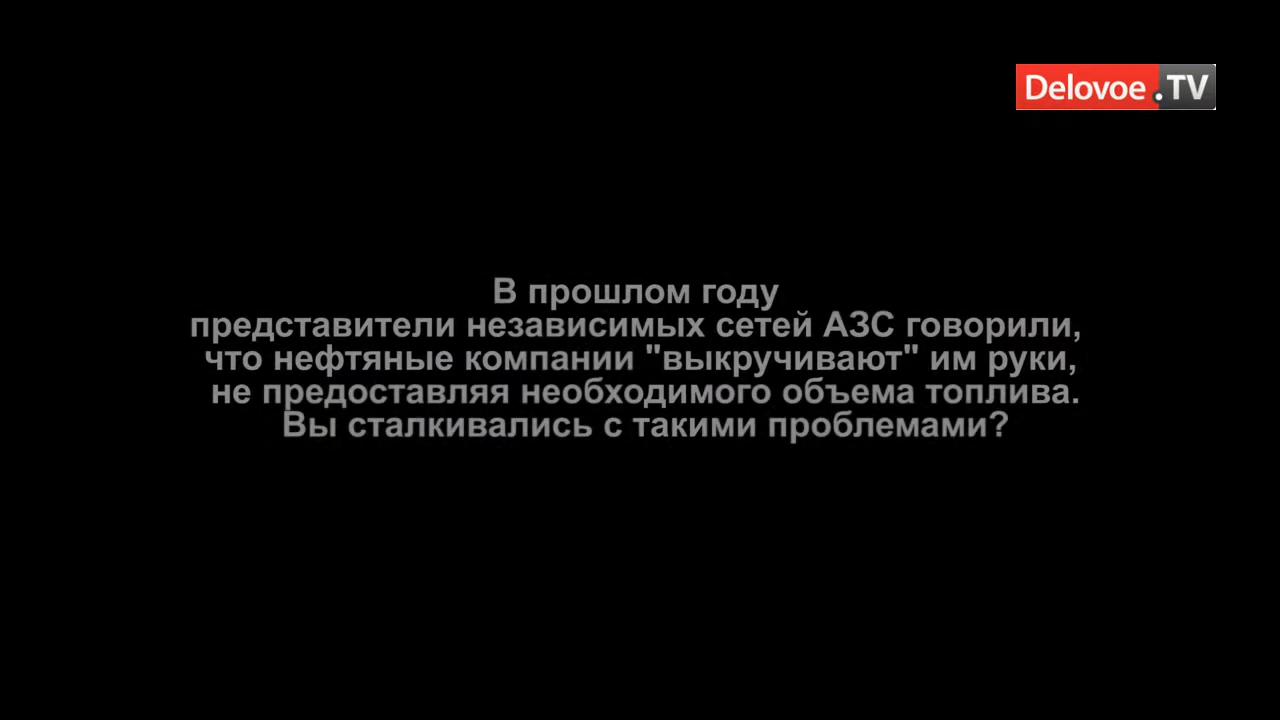 Delovoe.TV
В прошлом году
представители независимых сетей АЗС говорили,
что нефтяные компании "выкручивают" им руки,
не предоставляя необходимого объема топлива.
Вы сталкивались с такими проблемами?